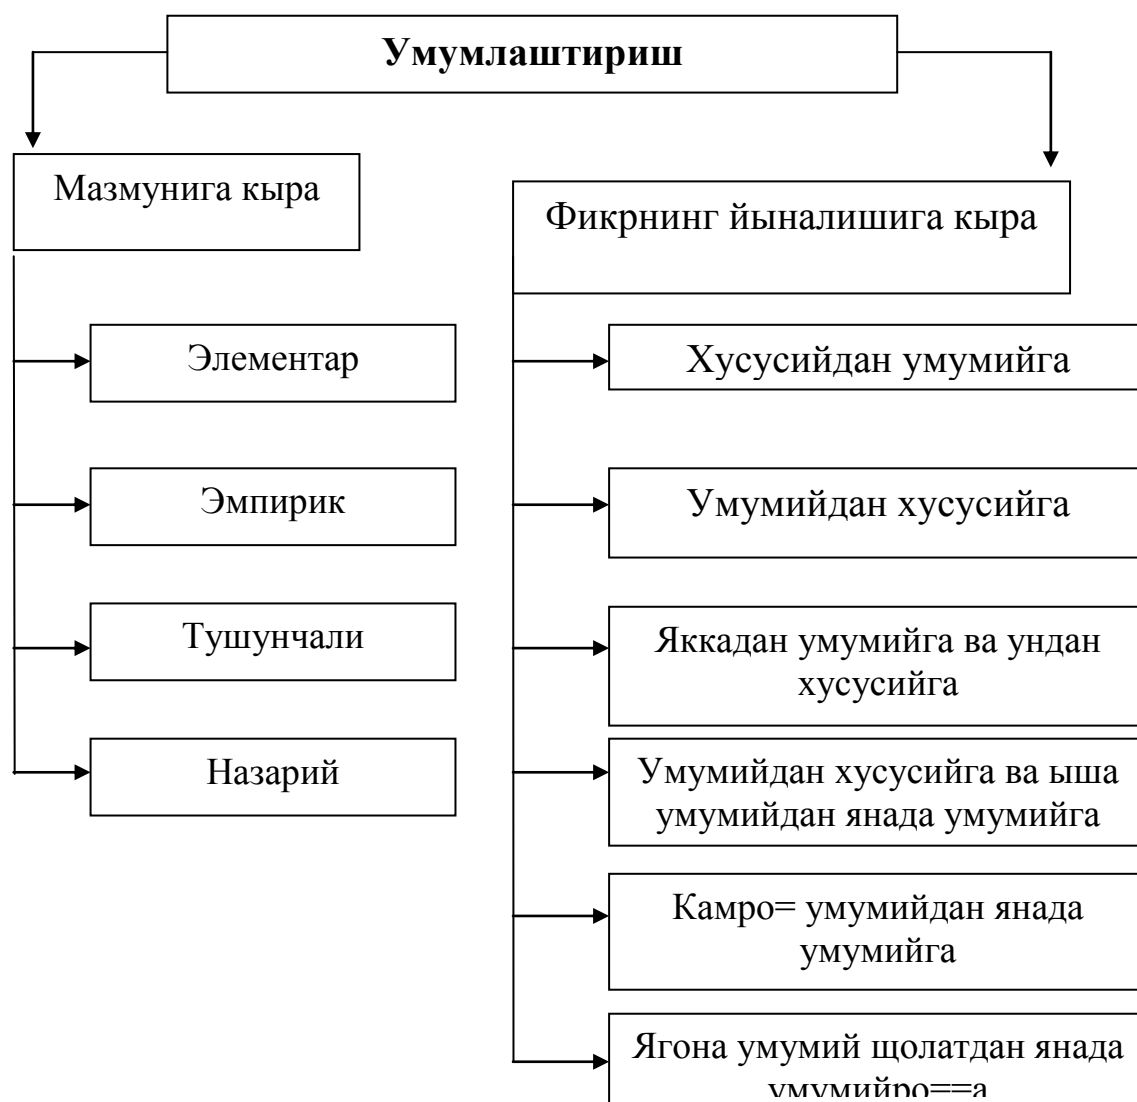 Умумлаштириш
Мазмунига кыра
Элементар
Эмпирик
Тушунчали
Назарий
Фикрнинг йыналишига кыра
Хусусийдан умумийга
Умумийдан хусусийга
Яккадан умумийга ва ундан
хусусийга
Умумийдан хусусийга ва ыша
умумийдан янада умумийга
Камро= умумийдан янада
умумийга
Ягона умумий щолатдан янада
умумийро==а